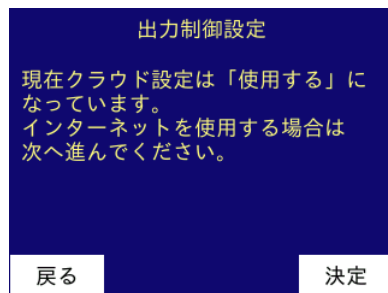 出力制御設定
現在クラウド設定は「使用する」に
なっています。
インターネットを使用する場合は
次へ進んでください。
戻る
決定